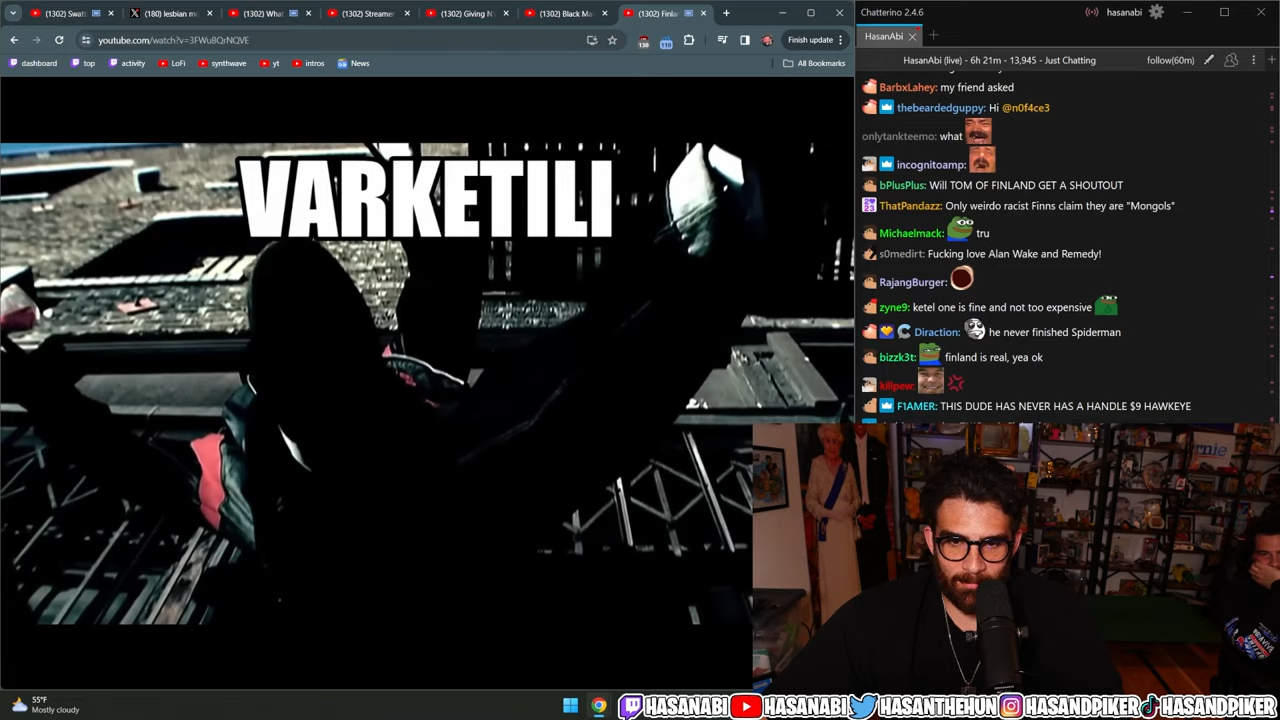 (1302) Swatt
(180) lesbian m
(1302) What
(1302) Streamer
(1302) Giving N
(1302) Black Ma
(1302) Finlan
youtube.com/watch?v=3FWu8QrNQVE
130
110
Finish update
dashboard
top
activity
LoFi
synthwave
yt
intros
News
All Bookmarks
VARKETILI
Chatterino 2.4.6
hasanabi
HasanAbi
HasanAbi (live) - 6h 21m - 13,945 - Just Chatting
follow(60m)
BarbxLahey: my friend asked
thebeardedguppy: Hi @n0f4ce3
onlytankteemo: what
incognitoamp:
bPlusPlus: Will TOM OF FINLAND GET A SHOUTOUT
ThatPandazz: Only weirdo racist Finns claim they are "Mongols"
Michaelmack: tru
s0medirt: Fucking love Alan Wake and Remedy!
RajangBurger:
zyne9: ketel one is fine and not too expensive
Diraction: he never finished Spiderman
bizzk3t: finland is real, yea ok
killpew:
F1AMER: THIS DUDE HAS NEVER HAS A HANDLE $9 HAWKEYE
55°F
Mostly cloudy
HASANABI
HASANABI
HASANTHEHUN
HASANDPIKER
HASANDPIKER